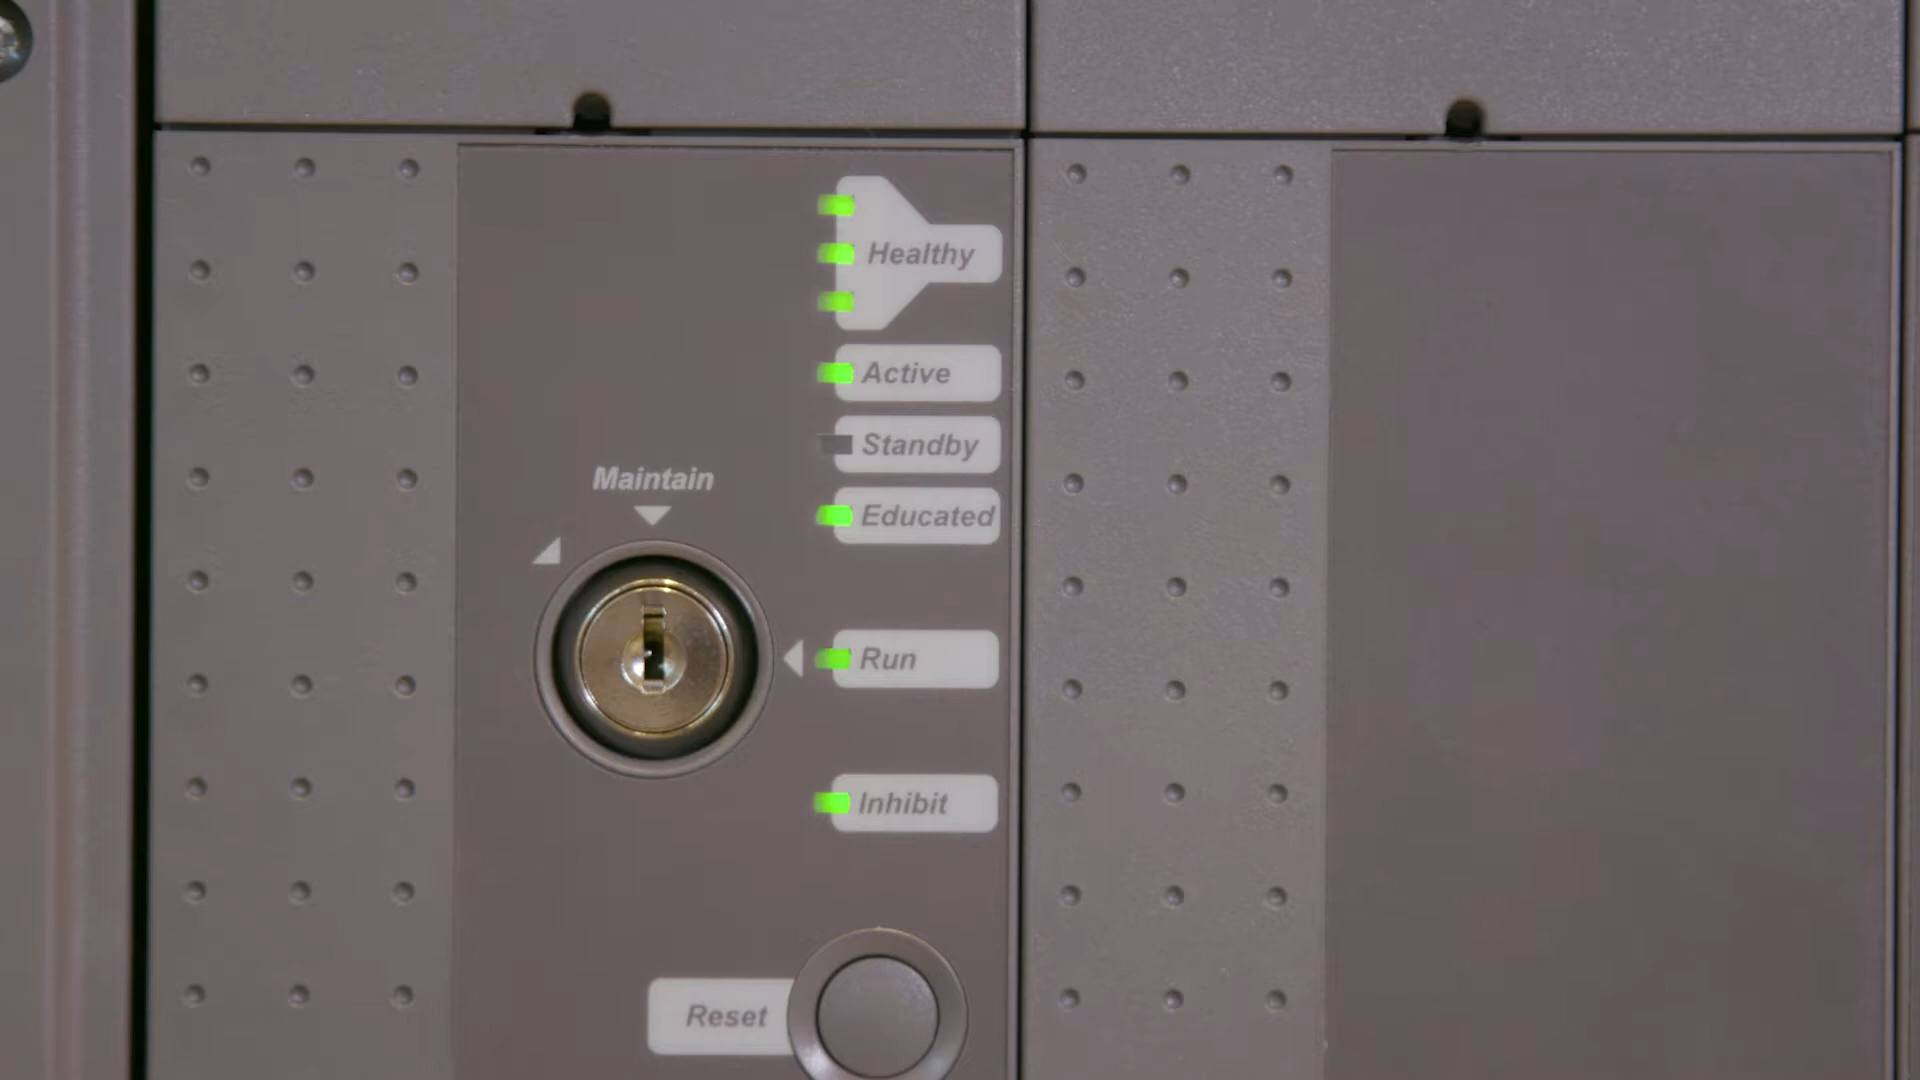 Healthy
Active
Standby
Maintain
Educated
Run
Inhibit
Reset